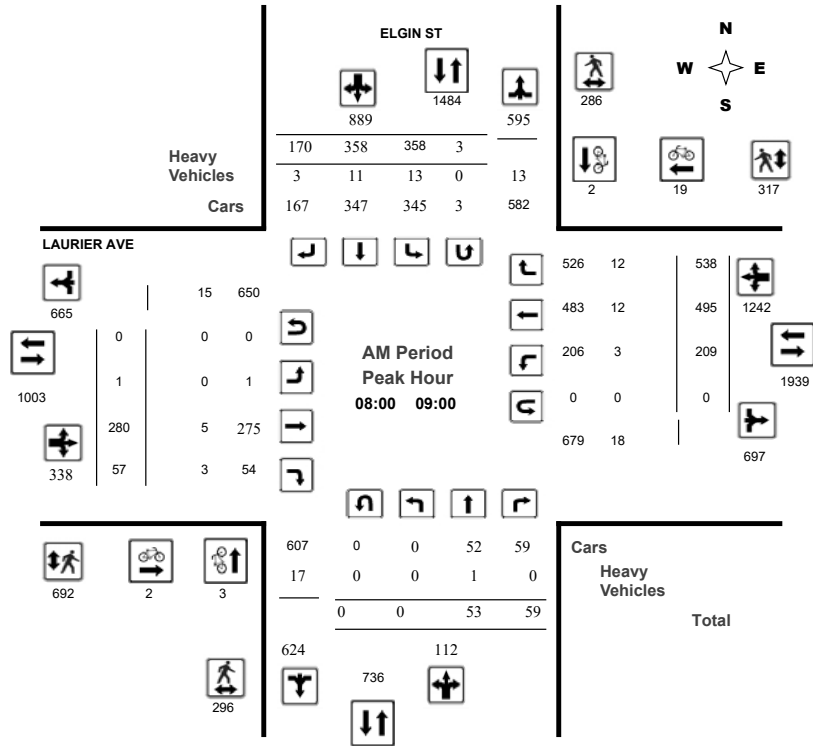 ELGIN ST
N
W E
S
1484
286
889 595
170 358 358 3
Heavy
Vehicles
3 11 13 0 13
2 19 317
Cars 167 347 345 3 582
LAURIER AVE
526 12 538
15 650
665
1242
483 12 495
0 0 0
AM Period
206 3 209
Peak Hour
1 0 1
1939
1003
08:00 09:00
0 0 0
280 5 275
679 18
697
338 57 3 54
607 0 0 52 59 Cars
17 0 0 1 0 Heavy
Vehicles
692 2 3
0 0 53 59 Total
624 112
736
296